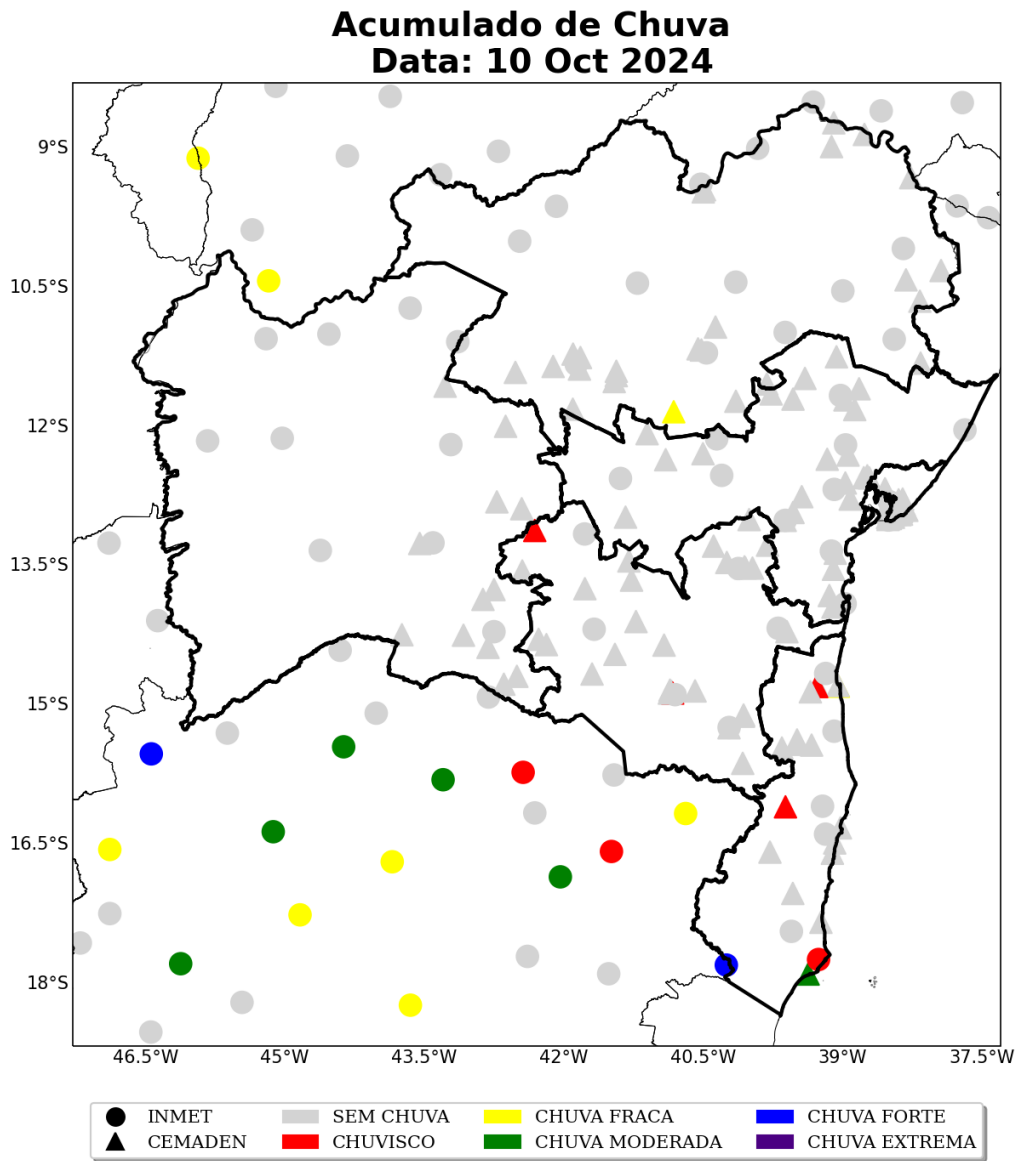 Acumulado de Chuva
Data: 10 Oct 2024
9°S
10.5°S
12°S
13.5°S
15°S
16.5°S
18°S
46.5°W 45°W 43.5°W 42°W 40.5°W 39°W 37.5°W
INMET SEM CHUVA CHUVA FRACA CHUVA FORTE
CEMADEN CHUVISCO CHUVA MODERADA CHUVA EXTREMA